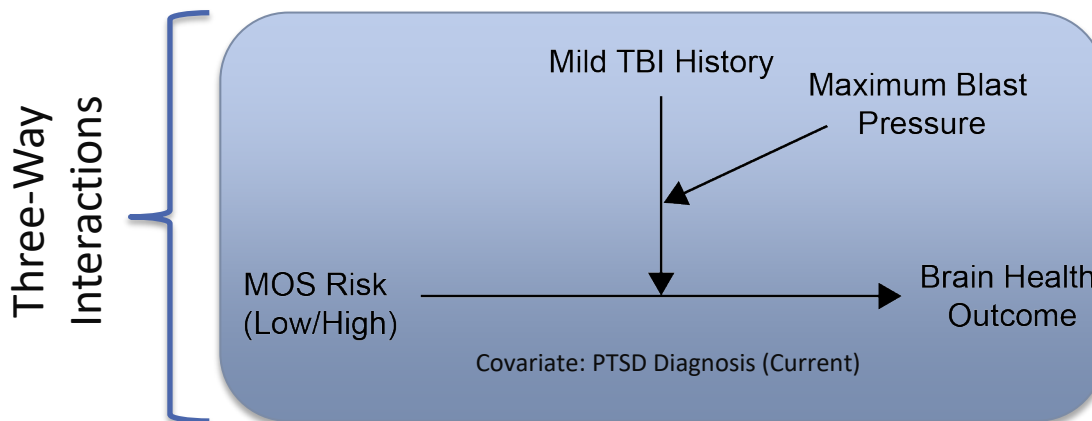 Three-Way
Interactions
Mild TBI History
Maximum Blast
Pressure
MOS Risk
(Low/High)
Brain Health
Outcome
Covariate: PTSD Diagnosis (Current)